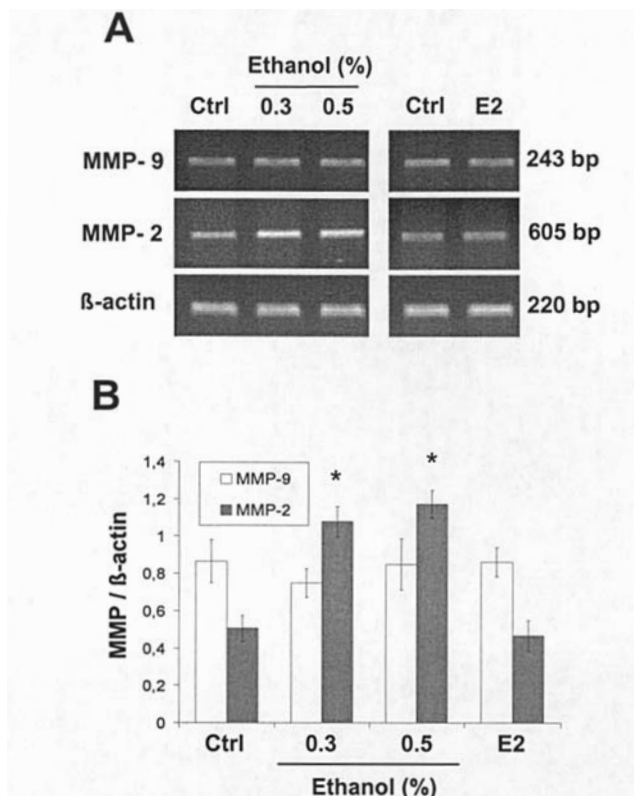 A
Ethanol (%)
Ctrl 0.3 0.5 Ctrl E2
MMP- 9 243 bp
MMP- 2 605 bp
ß-actin 220 bp
B
MMP / ß-actin
1,4
1,2
1
0,8
0,6
0,4
0,2
0
MMP-9
MMP-2
* *
Ctrl 0.3 0.5 E2
Ethanol (%)